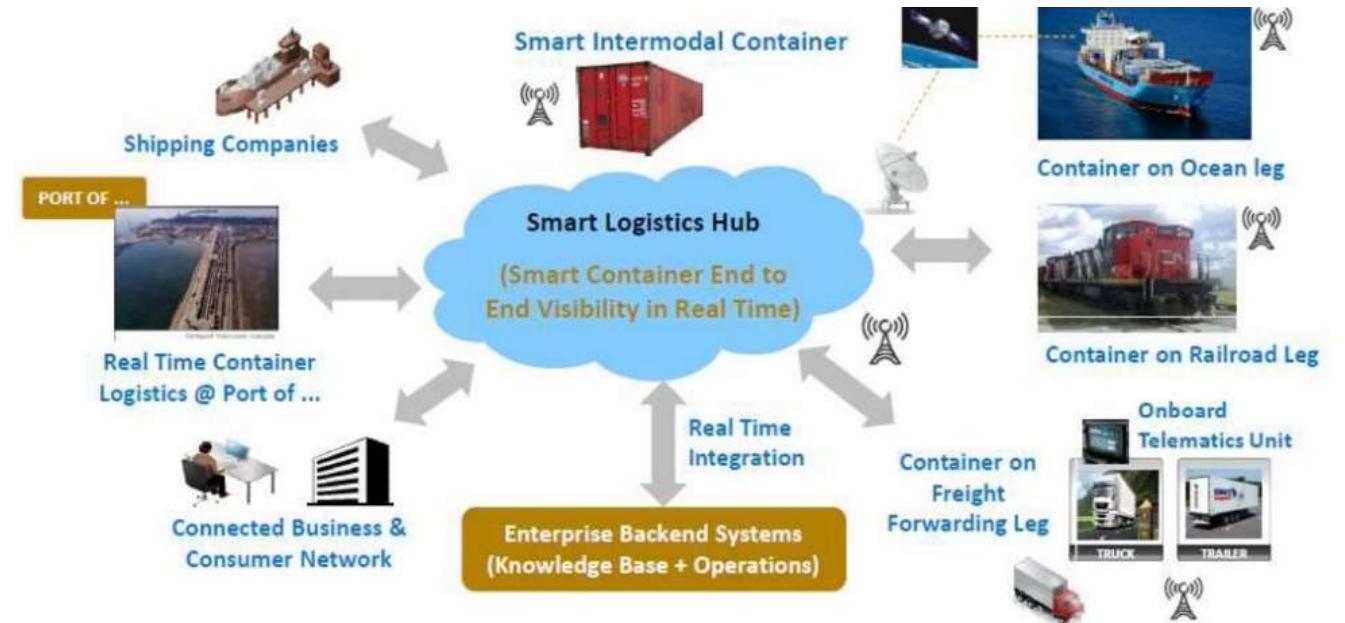 Smart Intermodal Container
Shipping Companies
Container on Ocean leg
PORT OF ...
Smart Logistics Hub
(Smart Container End to
End Visibility in Real Time)
Real Time Container
Logistics @ Port of ...
Container on Railroad Leg
Real Time
Integration
Onboard
Telematics Unit
Container on
Freight
Forwarding Leg
TRUCK
TRAILER
Connected Business &
Consumer Network
Enterprise Backend Systems
(Knowledge Base + Operations)